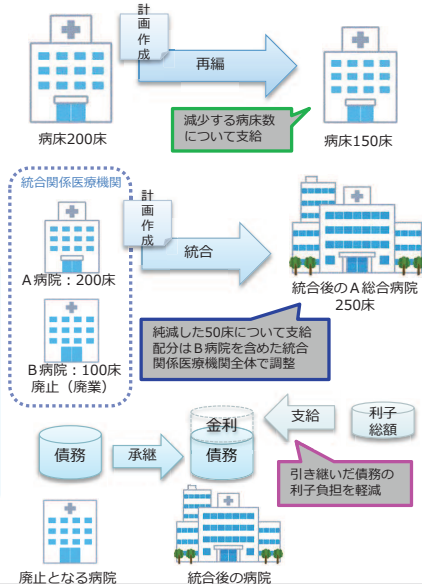 計画作成
再編
減少する病床数
について支給
病床200床
病床150床
統合関係医療機関
計画作成
統合
A病院：200床
統合後のA総合病院
250床
B病院：100床
廃止（廃業）
純減した50床について支給
配分はB病院を含めた統合
関係医療機関全体で調整
債務
承継
金利
債務
支給
利子
総額
引き継いだ債務の
利子負担を軽減
廃止となる病院
統合後の病院